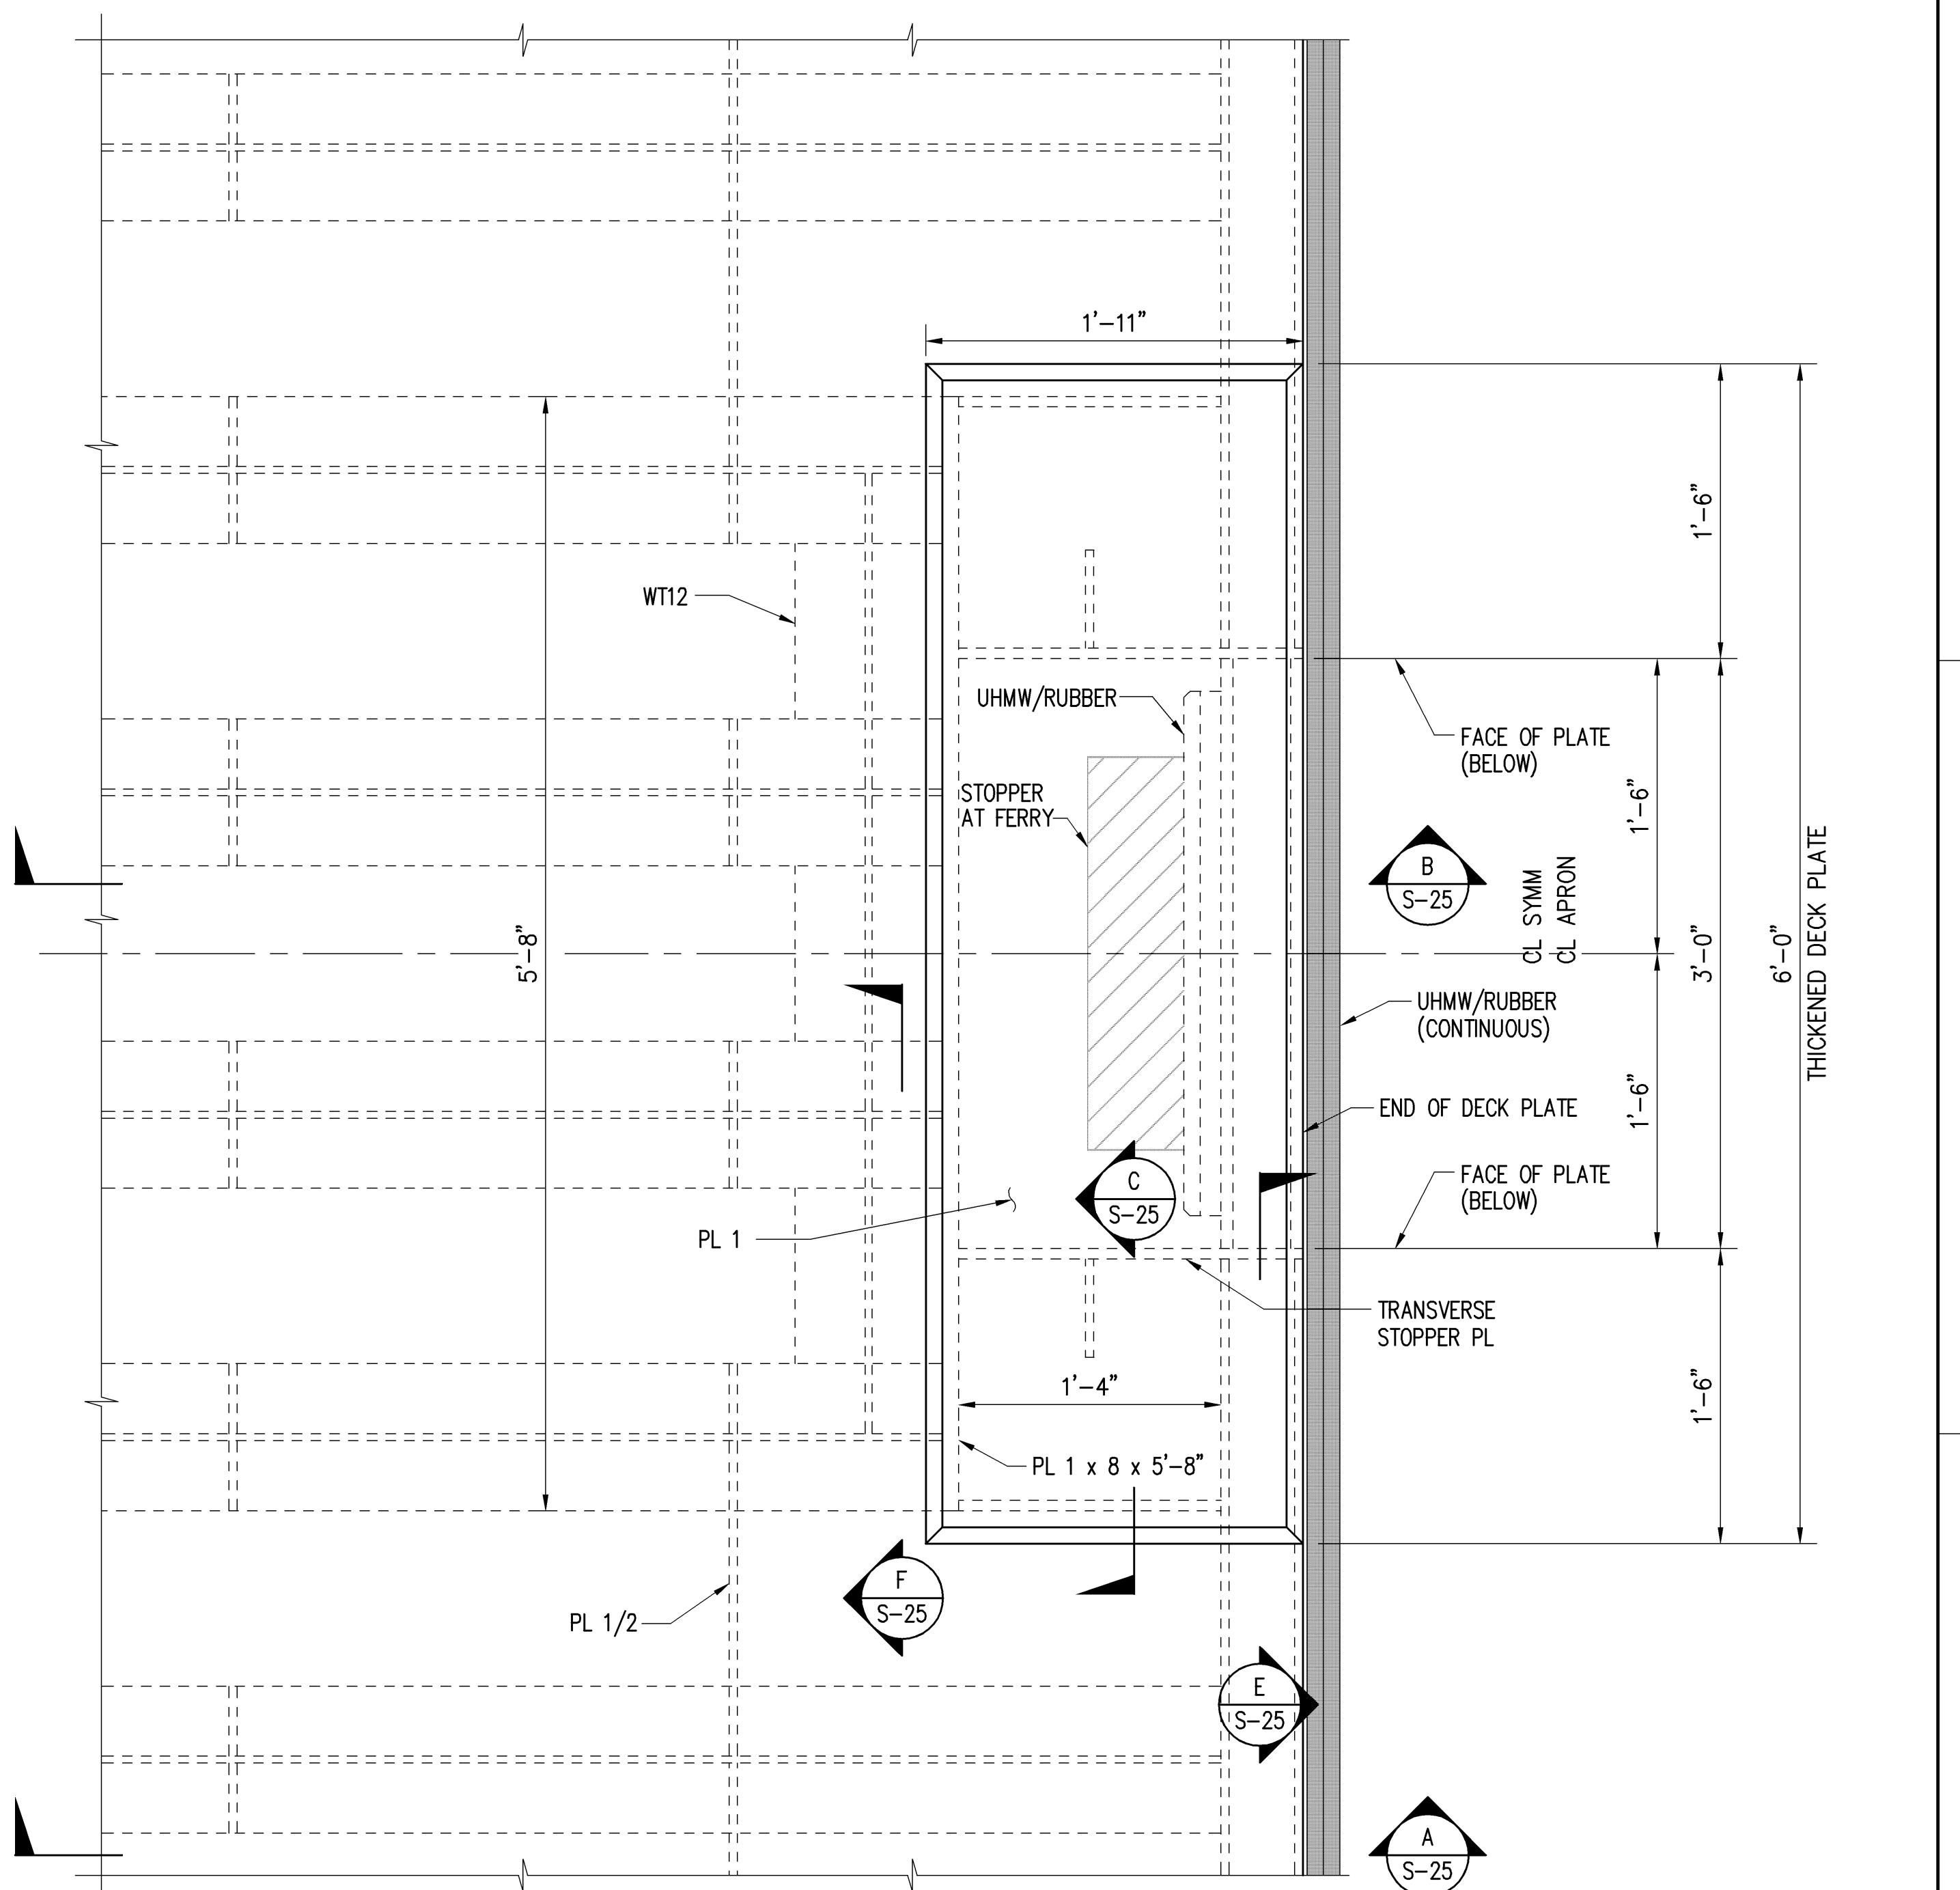 1'-11"
1'-6"
WT12
UHMW/RUBBER
FACE OF PLATE
(BELOW)
STOPPER
AT FERRY
1'-6"
B
S-25
CL SYMM
CL APRON
THICKENED DECK PLATE
5'-8"
3'-0"
6'-0"
UHMW/RUBBER
(CONTINUOUS)
1'-6"
END OF DECK PLATE
FACE OF PLATE
(BELOW)
C
S-25
PL 1
TRANSVERSE
STOPPER PL
1'-4"
1'-6"
PL 1 x 8 x 5'-8"
F
S-25
PL 1/2
E
S-25
A
S-25